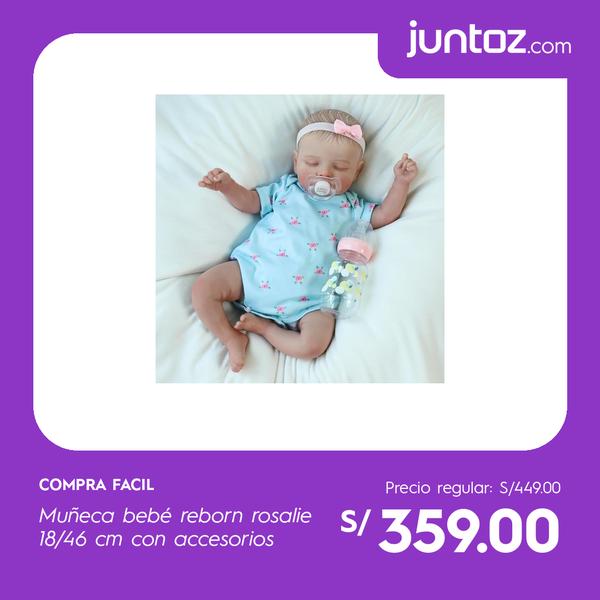 juntoz.com
COMPRA FACIL
Muñeca bebé reborn rosalie
18/46 cm con accesorios
Precio regular: S/449.00
S/ 359.00